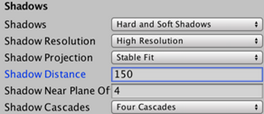 Shadows
Shadows Hard and Soft Shadows
Shadow Resolution High Resolution
Shadow Projection Stable Fit
Shadow Distance 150
Shadow Near Plane Of 4
Shadow Cascades Four Cascades